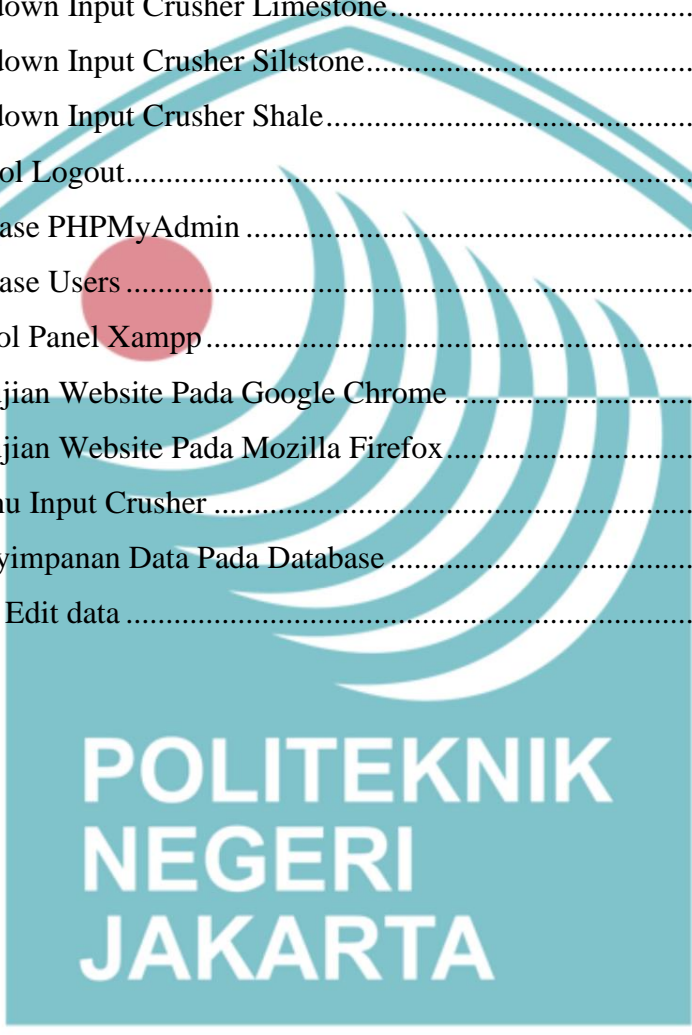 down Input Crusher Limestone..............................................
down Input Crusher Siltstone.................................................
down Input Crusher Shale......................................................
ol Logout...................................................................................
ase PHPMyAdmin ..................................................................
ase Users ...................................................................................
ol Panel Xampp........................................................................
jian Website Pada Google Chrome ...................................
jian Website Pada Mozilla Firefox.....................................
u Input Crusher .......................................................................
yimpanan Data Pada Database .............................................
Edit data ...................................................................................
POLITEKNIK
NEGERI
JAKARTA